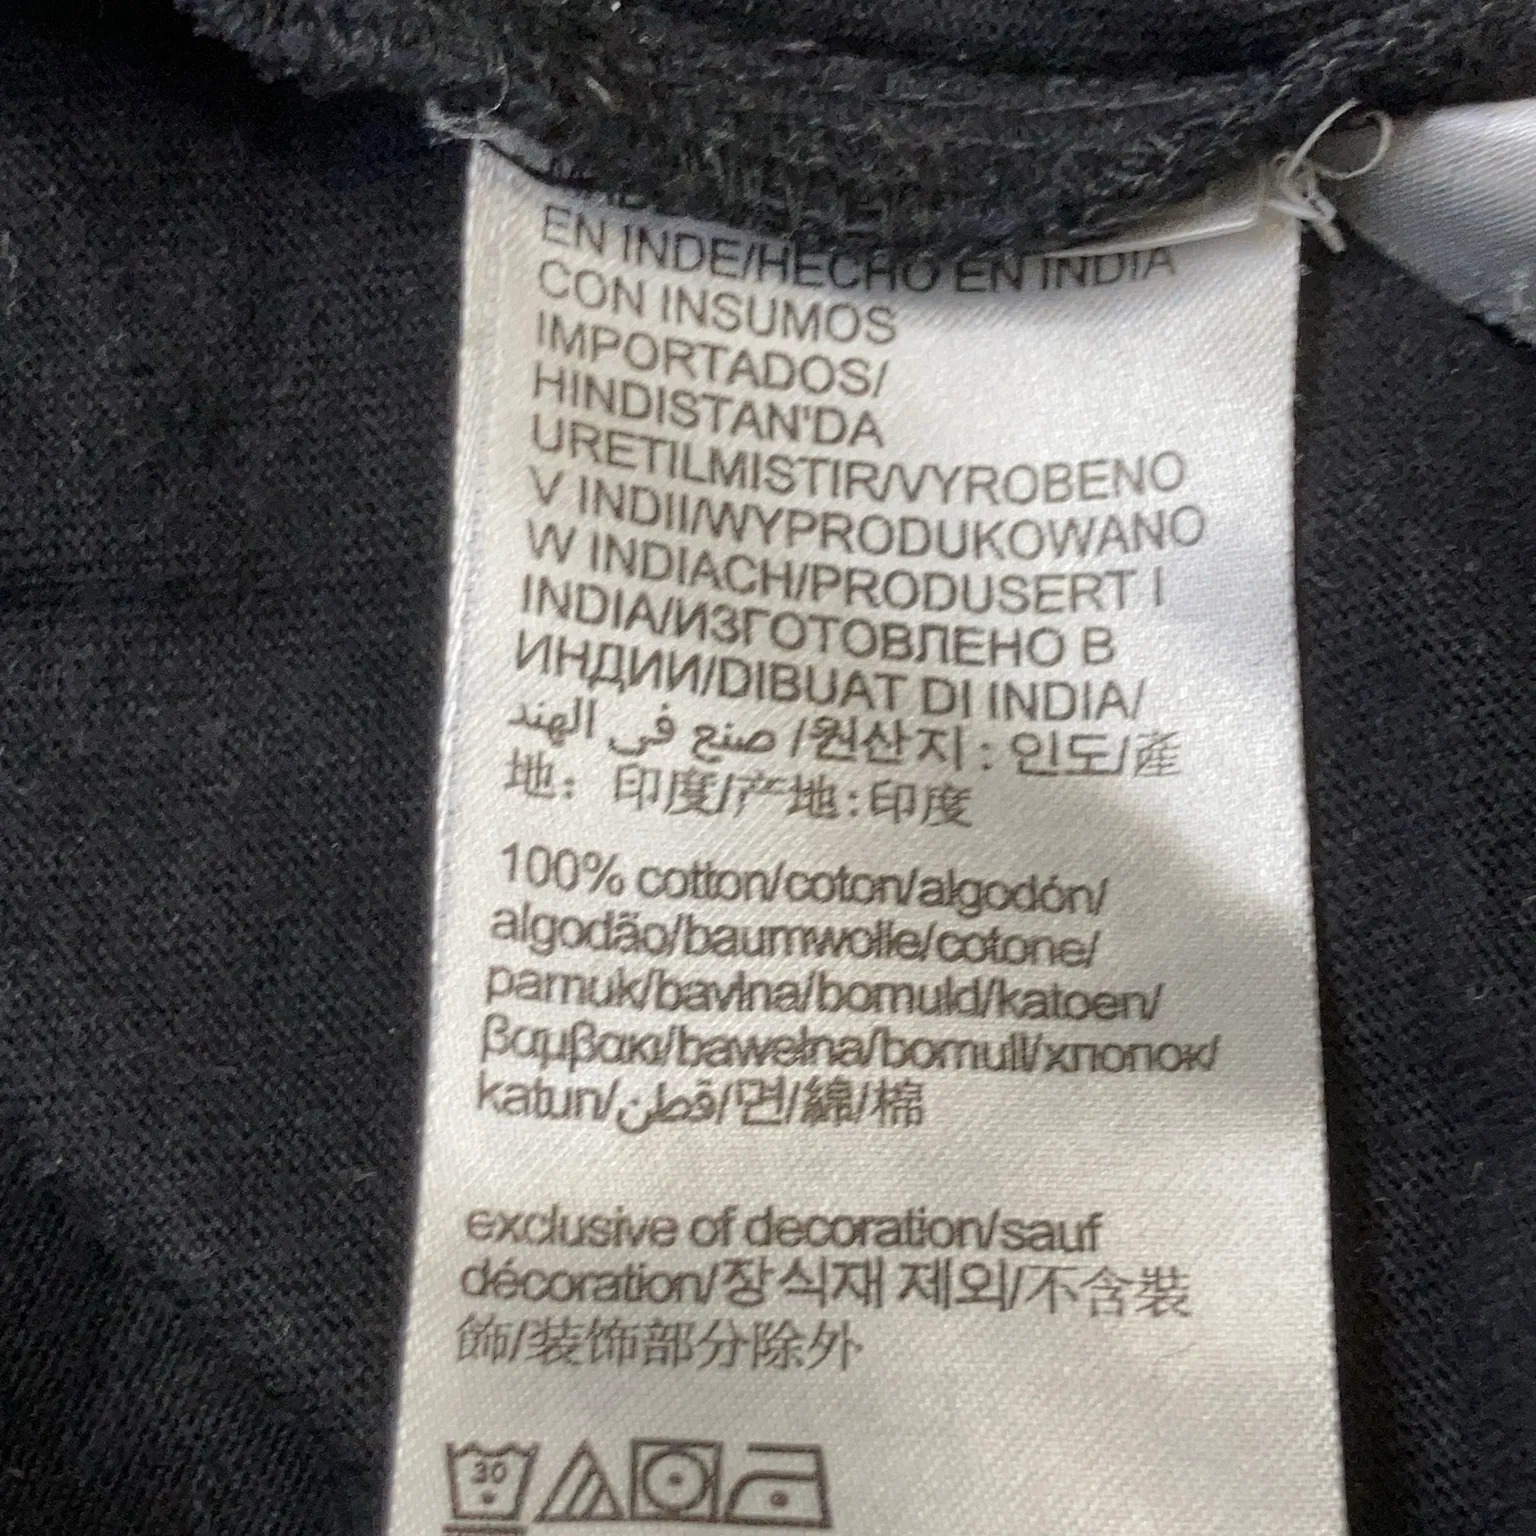 EN INDE/HECHO EN INDIA
CON INSUMOS
IMPORTADOS/
HINDISTAN'DA
URETILMISTIR/VYROBENO
V INDII/WYPRODUKOWANO
W INDIACH/PRODUSERT I
INDIA/ИЗГОТОВЛЕНО В
ИНДИИ/DIBUAT DI INDIA/
صنع في الهند /원산지 : 인도/產
地: 印度/产地:印度
100% cotton/coton/algodón/
algodão/baumwolle/cotone/
pamuk/bavlna/bomuld/katoen/
βαμβακι/bawełna/bomull/хлопок/
katun/قطن/면/綿/棉
exclusive of decoration/sauf
décoration/장식재 제외/不含裝
飾/装饰部分除外
30